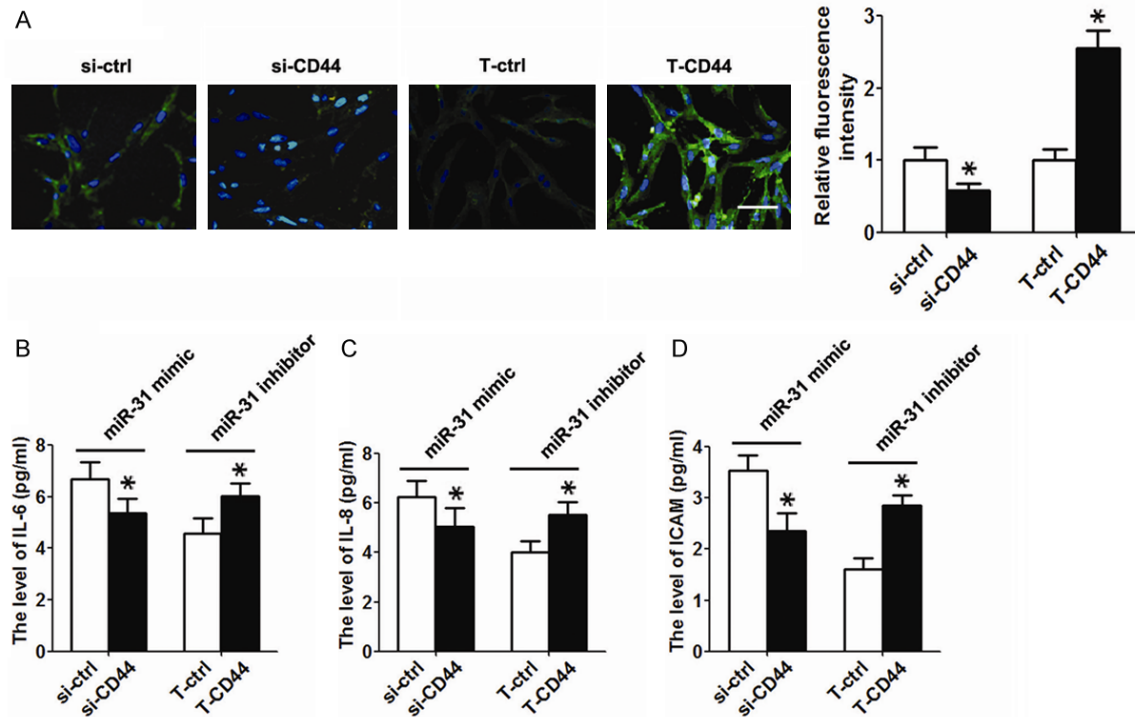 A
si-ctrl
si-CD44
T-ctrl
T-CD44
Relative fluorescence
intensity
3
2
1
0
*
*
si-ctrl
si-CD44
T-ctrl
T-CD44
B
miR-31 mimic
miR-31 inhibitor
The level of IL-6 (pg/ml)
8
6
4
2
0
*
*
si-ctrl
si-CD44
T-ctrl
T-CD44
C
miR-31 mimic
miR-31 inhibitor
The level of IL-8 (pg/ml)
8
6
4
2
0
*
*
si-ctrl
si-CD44
T-ctrl
T-CD44
D
miR-31 mimic
miR-31 inhibitor
The level of ICAM (pg/ml)
4
3
2
1
0
*
*
si-ctrl
si-CD44
T-ctrl
T-CD44